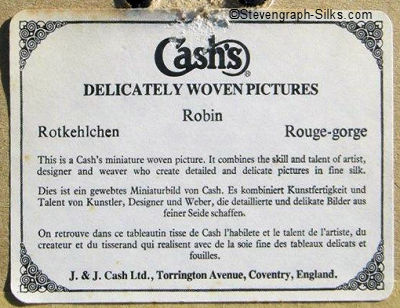 ©Stevengraph-Silks.com
Cash's®
DELICATELY WOVEN PICTURES
Robin
Rotkehlchen Rouge-gorge
This is a Cash's miniature woven picture. It combines the skill and talent of artist,
designer and weaver who create detailed and delicate pictures in fine silk.
Dies ist ein gewebtes Miniaturbild von Cash. Es kombiniert Kunstfertigkeit und
Talent von Kunstler, Designer und Weber, die detaillierte und delikate Bilder aus
feiner Seide schaffen.
On retrouve dans ce tableautin tisse de Cash l'habilete et le talent de l'artiste, du
createur et du tisserand qui realisent avec de la soie fine des tableaux delicats et
fouilles.
J. & J. Cash Ltd., Torrington Avenue, Coventry, England.